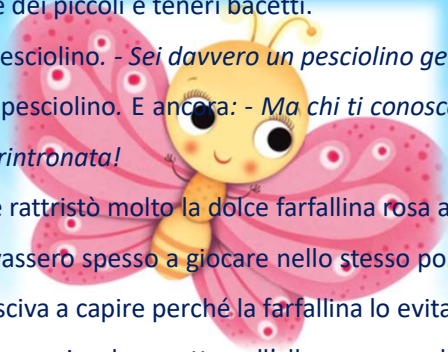 e dei piccoli e teneri bacetti.
pesciolino. - Sei davvero un pesciolino ge
pesciolino. E ancora: - Ma chi ti conosc
rintronata!
e rattristò molto la dolce farfallina rosa a
vassero spesso a giocare nello stesso po
sciva a capire perché la farfallina lo evita